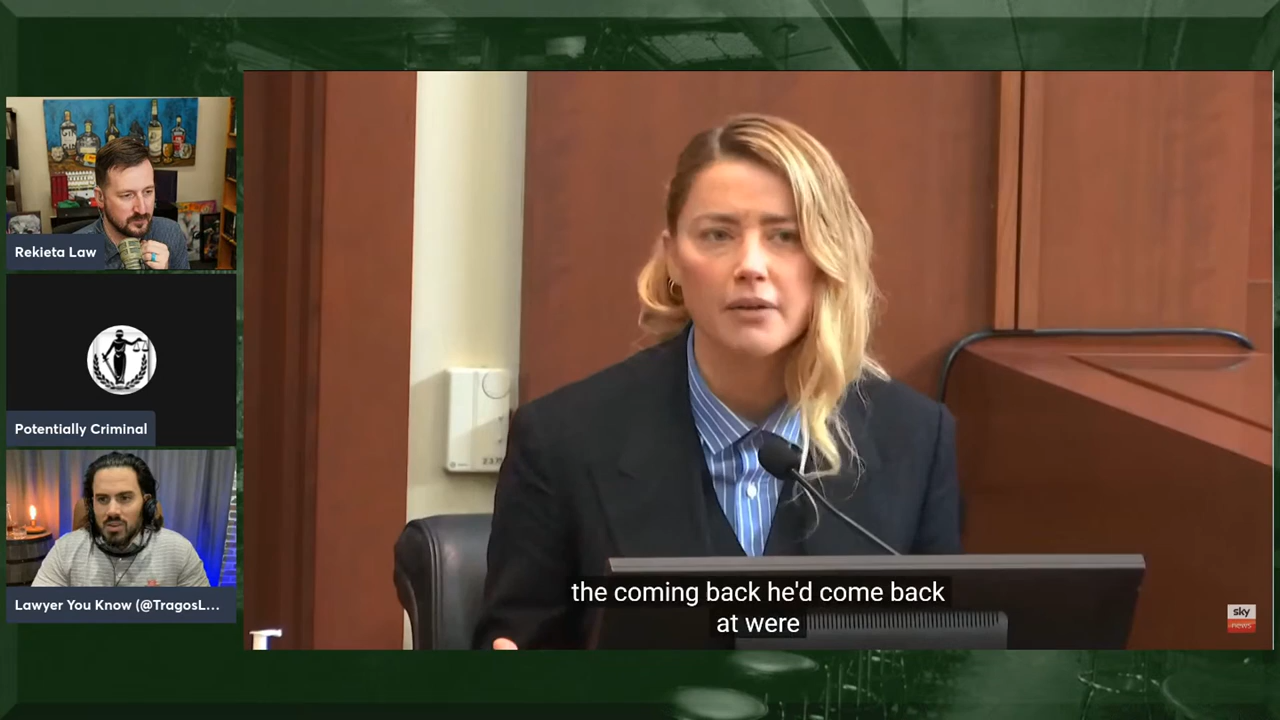 Rekieta Law
Potentially Criminal
Lawyer You Know (@TragosL...
the coming back he'd come back
at were
sky
news